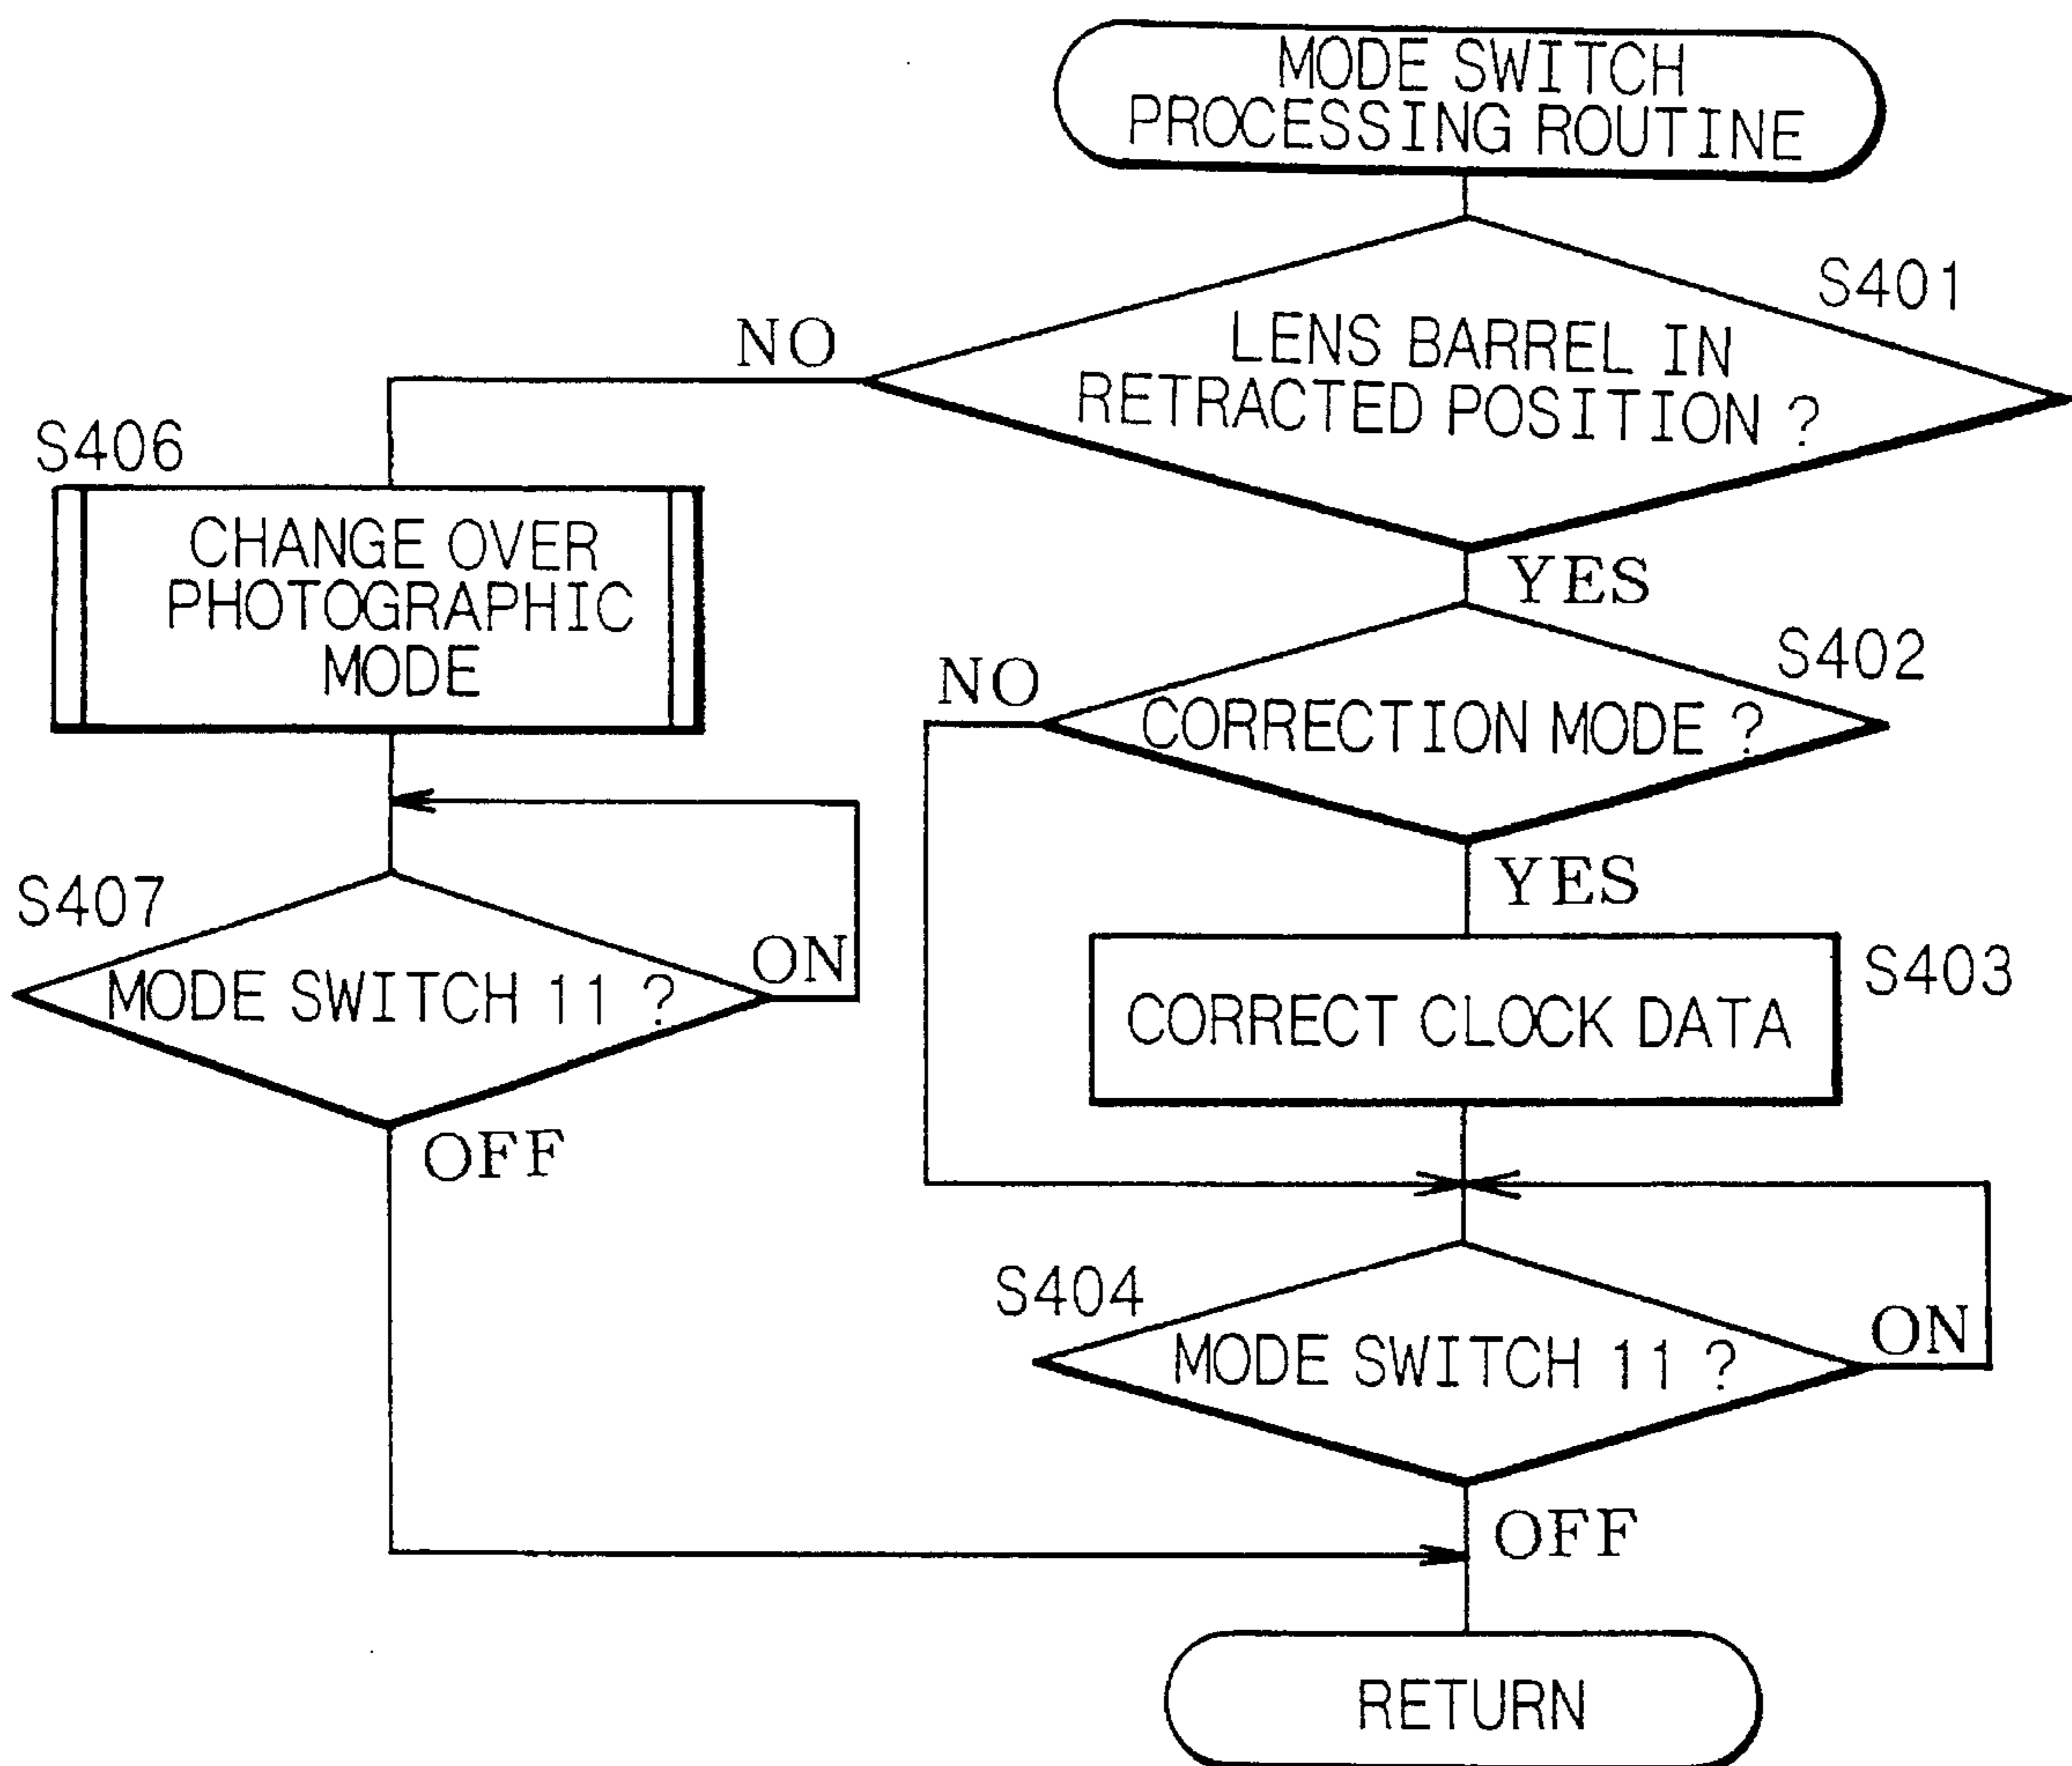 MODE SWITCH
PROCESSING ROUTINE
S401
LENS BARREL IN
RETRACTED POSITION ?
NO
YES
S406
CHANGE OVER
PHOTOGRAPHIC
MODE
S407
MODE SWITCH 11 ?
ON
OFF
S402
CORRECTION MODE ?
NO
YES
S403
CORRECT CLOCK DATA
S404
MODE SWITCH 11 ?
ON
OFF
RETURN